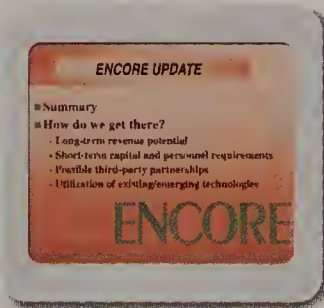 ENCORE UPDATE
■ Summary
■ How do we get there?
- Long-term revenue potential
- Short-term capital and personnel requirements
- Possible third-party partnerships
- Utilization of existing/emerging technologies
ENCORE